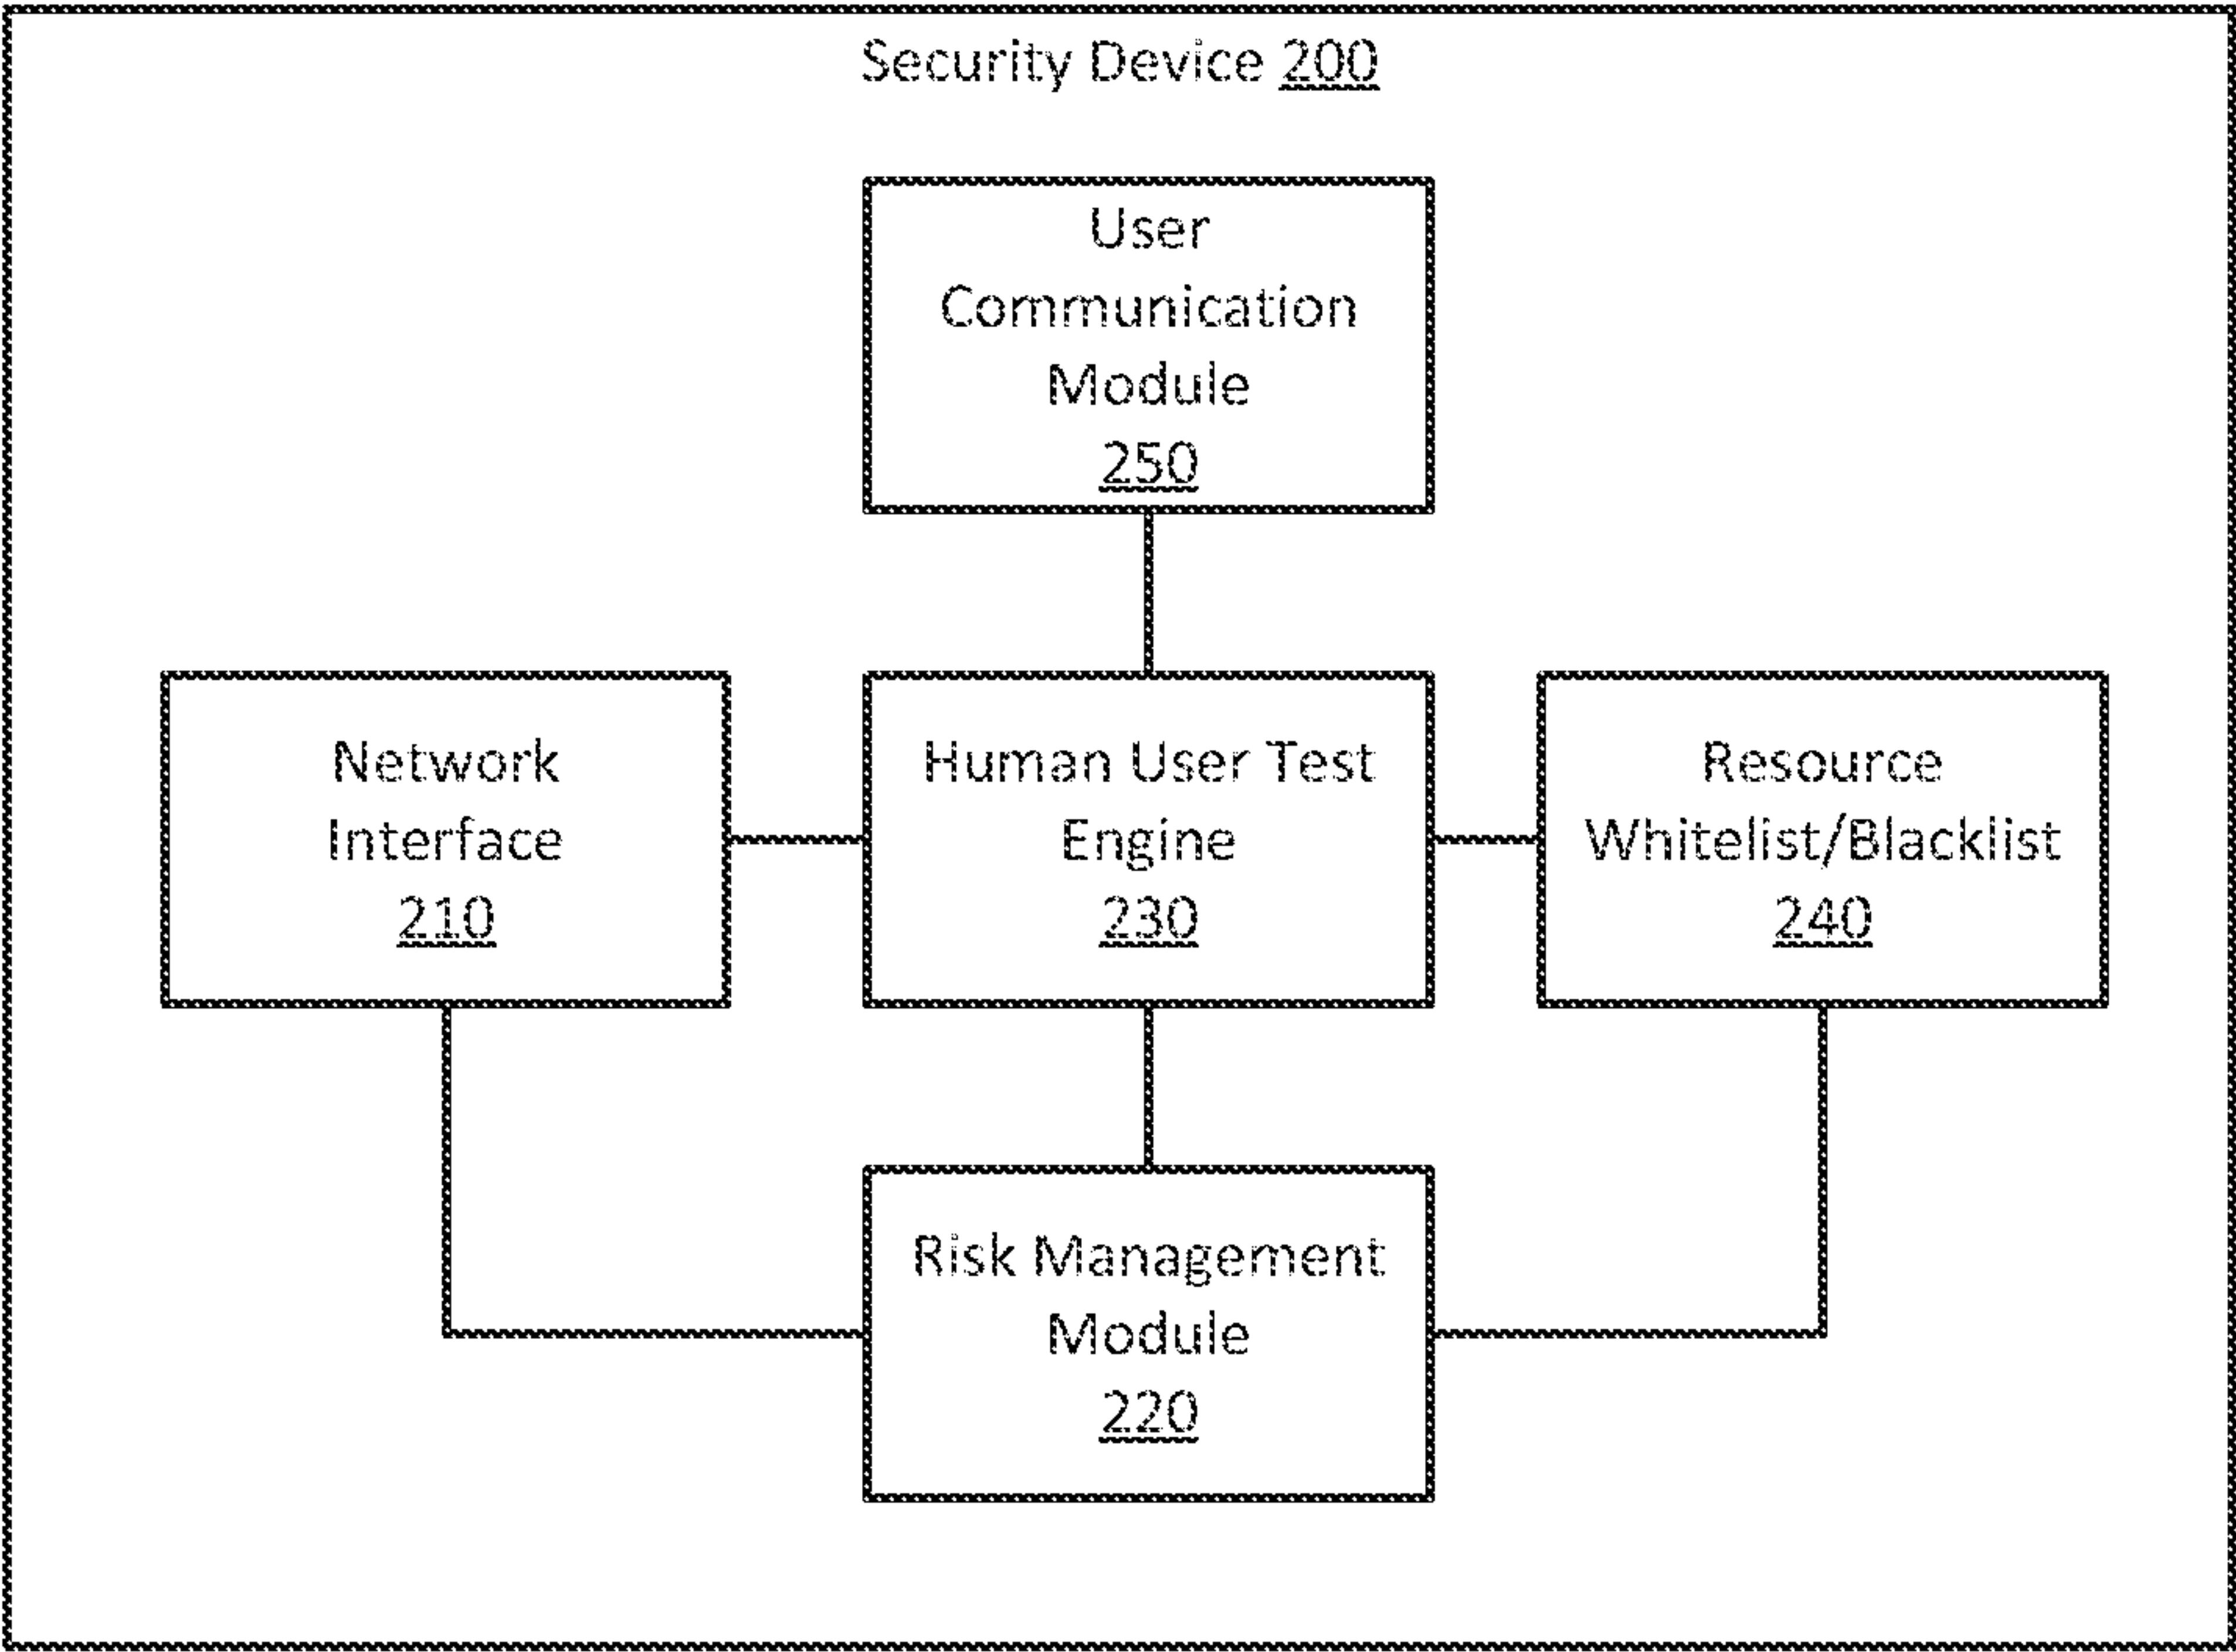 Security Device 200
User
Communication
Module
250
Network
Interface
210
Human User Test
Engine
230
Resource
Whitelist/Blacklist
240
Risk Management
Module
220